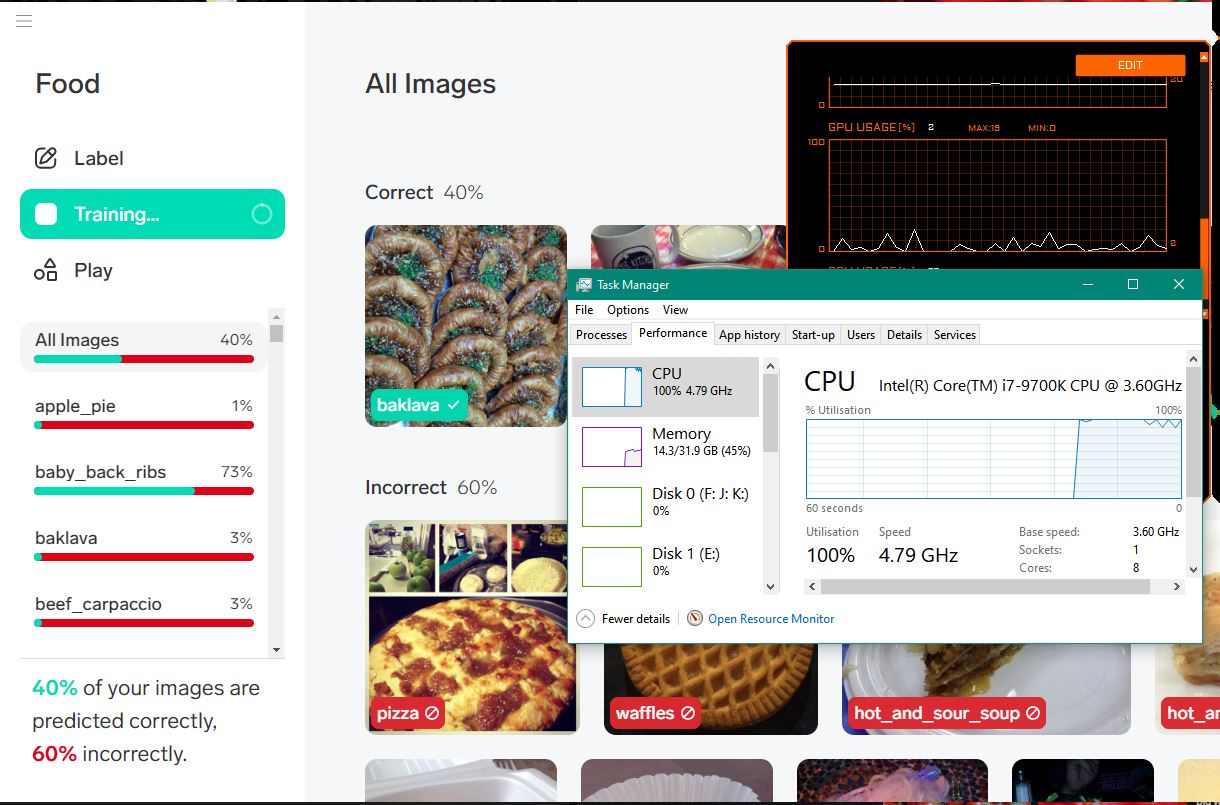 Food
Label
Training...
Play
All Images 40%
apple_pie 1%
baby_back_ribs 73%
baklava 3%
beef_carpaccio 3%
40% of your images are
predicted correctly,
60% incorrectly.
All Images
Correct 40%
baklava
Incorrect 60%
pizza
waffles
hot_and_sour_soup
EDIT
20
0
GPU USAGE[%] 2 MAX:19 MIN:0
100
0
2
Task Manager
File Options View
Processes Performance App history Start-up Users Details Services
CPU
100% 4.79 GHz
Memory
14.3/31.9 GB (45%)
Disk 0 (F: J: K:)
0%
Disk 1 (E:)
0%
CPU Intel(R) Core(TM) i7-9700K CPU @ 3.60GHz
% Utilisation 100%
60 seconds 0
Utilisation Speed
100% 4.79 GHz
Base speed: 3.60 GHz
Sockets: 1
Cores: 8
Fewer details Open Resource Monitor